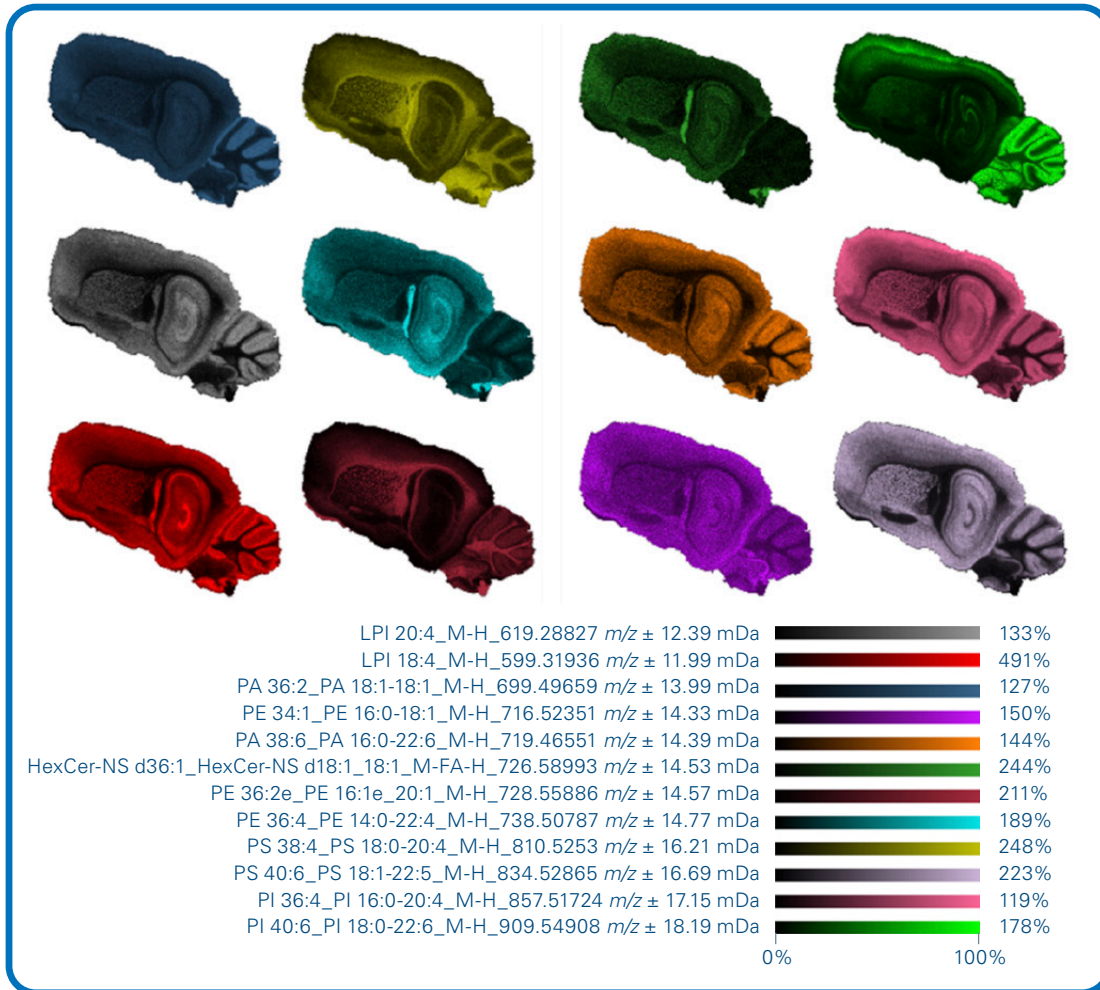 LPI 20:4_M-H_619.28827 m/z ± 12.39 mDa 133%
LPI 18:4_M-H_599.31936 m/z ± 11.99 mDa 491%
PA 36:2_PA 18:1-18:1_M-H_699.49659 m/z ± 13.99 mDa 127%
PE 34:1_PE 16:0-18:1_M-H_716.52351 m/z ± 14.33 mDa 150%
PA 38:6_PA 16:0-22:6_M-H_719.46551 m/z ± 14.39 mDa 144%
HexCer-NS d36:1_HexCer-NS d18:1_18:1_M-FA-H_726.58993 m/z ± 14.53 mDa 244%
PE 36:2e_PE 16:1e_20:1_M-H_728.55886 m/z ± 14.57 mDa 211%
PE 36:4_PE 14:0-22:4_M-H_738.50787 m/z ± 14.77 mDa 189%
PS 38:4_PS 18:0-20:4_M-H_810.5253 m/z ± 16.21 mDa 248%
PS 40:6_PS 18:1-22:5_M-H_834.52865 m/z ± 16.69 mDa 223%
PI 36:4_PI 16:0-20:4_M-H_857.51724 m/z ± 17.15 mDa 119%
PI 40:6_PI 18:0-22:6_M-H_909.54908 m/z ± 18.19 mDa 178%
0% 100%